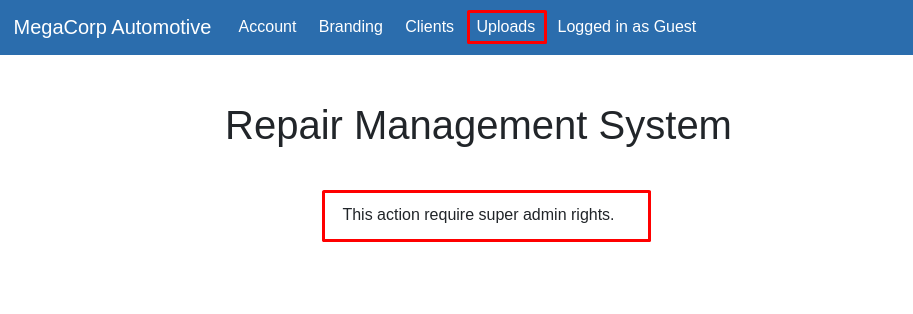 MegaCorp Automotive Account Branding Clients Uploads Logged in as Guest
Repair Management System
This action require super admin rights.